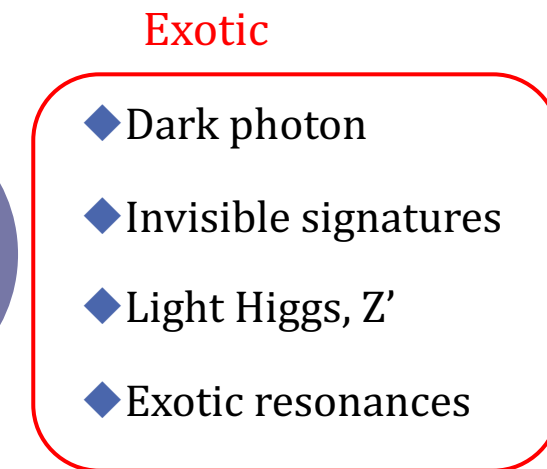 Exotic
Dark photon
Invisible signatures
Light Higgs, Z’
Exotic resonances